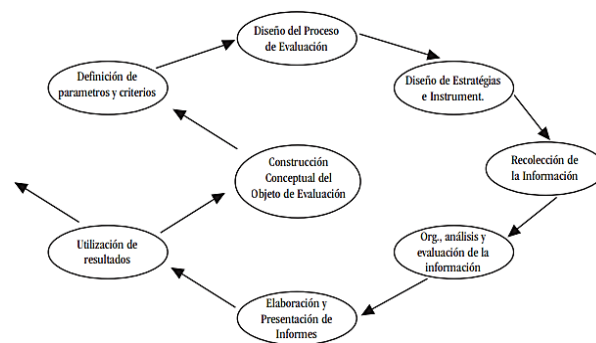 Diseño del Proceso
de Evaluación
Definición de
parametros y criterios
Diseño de Estratégias
e Instrument.
Construcción
Conceptual del
Objeto de Evaluación
Recolección de
la Información
Utilización de
resultados
Org., análisis y
evaluación de la
información
Elaboración y
Presentación de
Informes